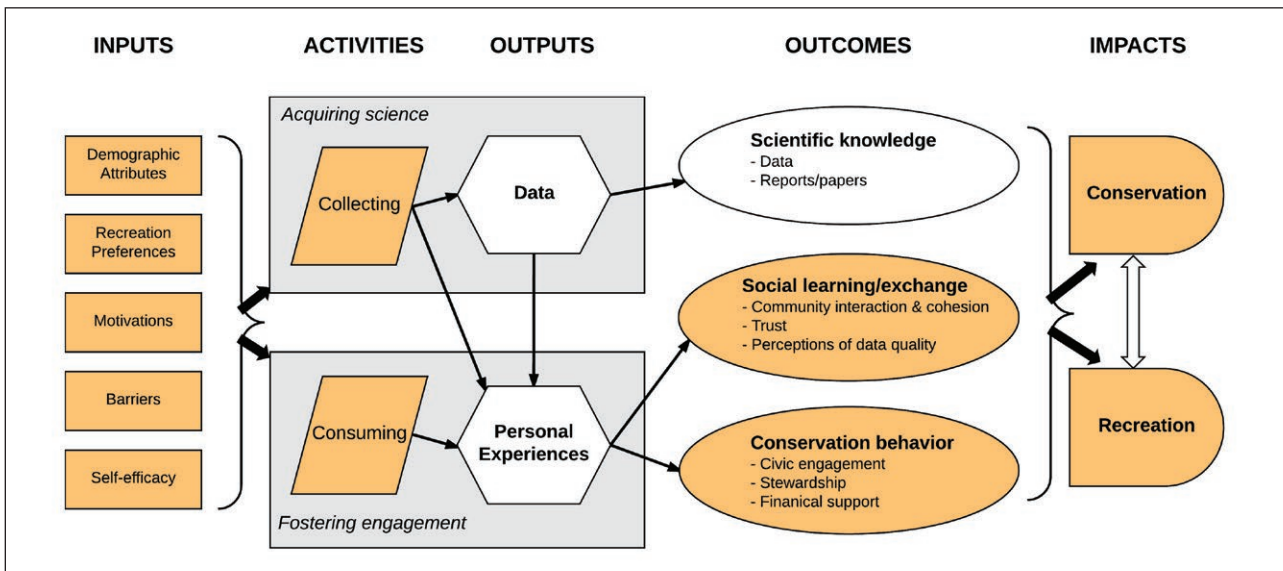 INPUTS
ACTIVITIES
OUTPUTS
OUTCOMES
IMPACTS
Demographic
Attributes
Recreation
Preferences
Motivations
Barriers
Self-efficacy
Acquiring science
Collecting
Data
Consuming
Personal
Experiences
Fostering engagement
Scientific knowledge
- Data
- Reports/papers
Social learning/exchange
- Community interaction & cohesion
- Trust
- Perceptions of data quality
Conservation behavior
- Civic engagement
- Stewardship
- Finanical support
Conservation
Recreation